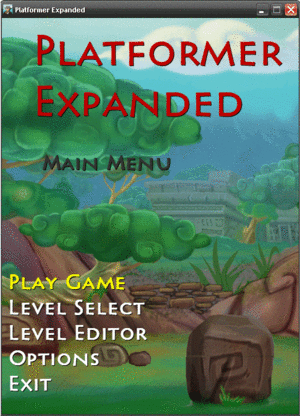 Platformer Expanded
Platformer
Expanded
Main Menu
Play Game
Level Select
Level Editor
Options
Exit